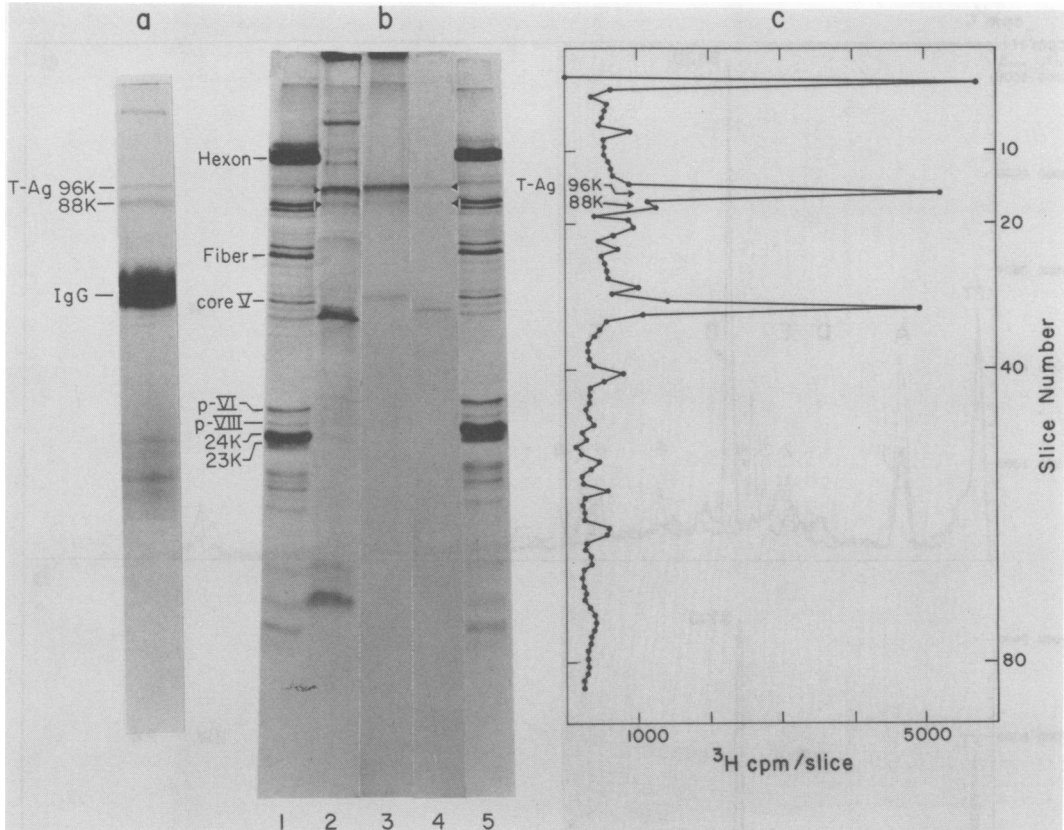 a
b
c
T-Ag 96K
88K
IgG
Hexon
Fiber
core V
p-VI
p-VIII
24K
23K
1 2 3 4 5
T-Ag 96K
88K
10
20
40
80
Slice Number
1000 5000
³H cpm/slice